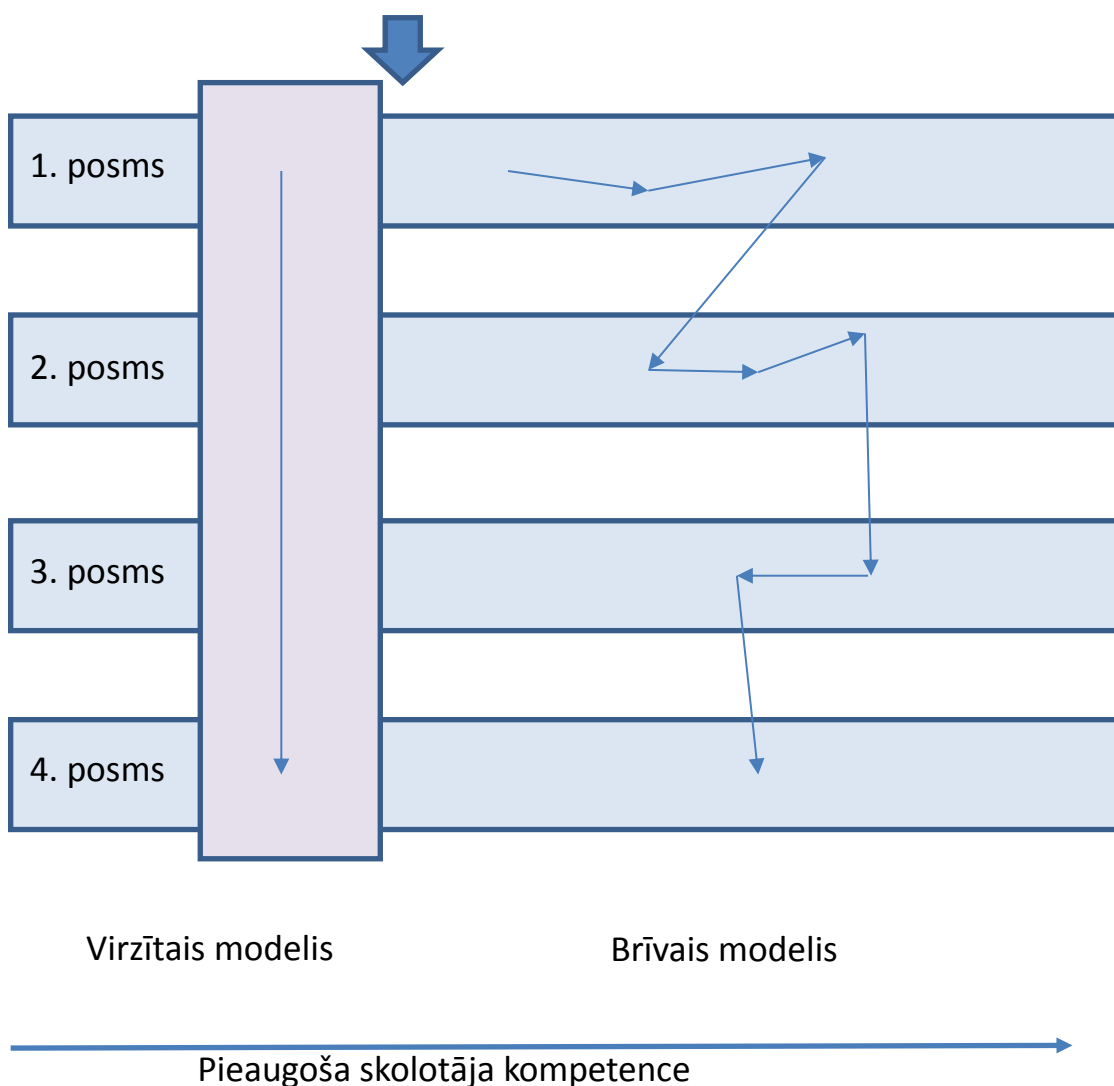 1. posms
2. posms
3. posms
4. posms
Virzītais modelis
Brīvais modelis
Pieaugoša skolotāja kompetence